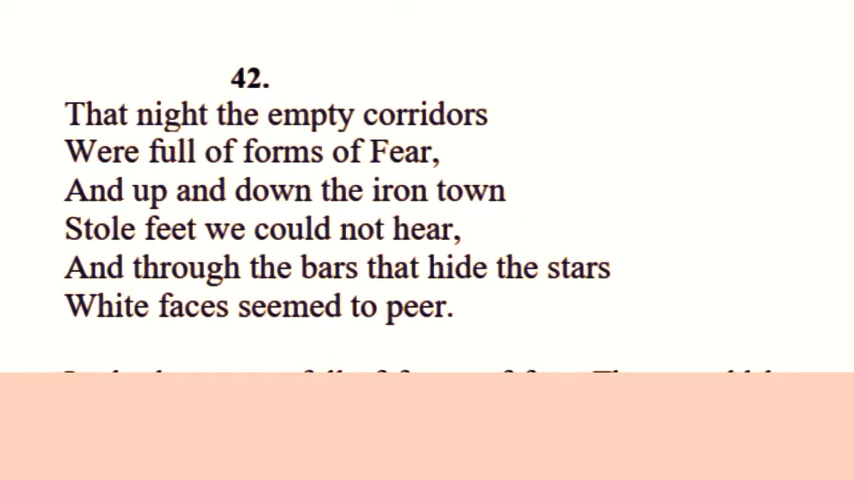 42.
That night the empty corridors
Were full of forms of Fear,
And up and down the iron town
Stole feet we could not hear,
And through the bars that hide the stars
White faces seemed to peer.